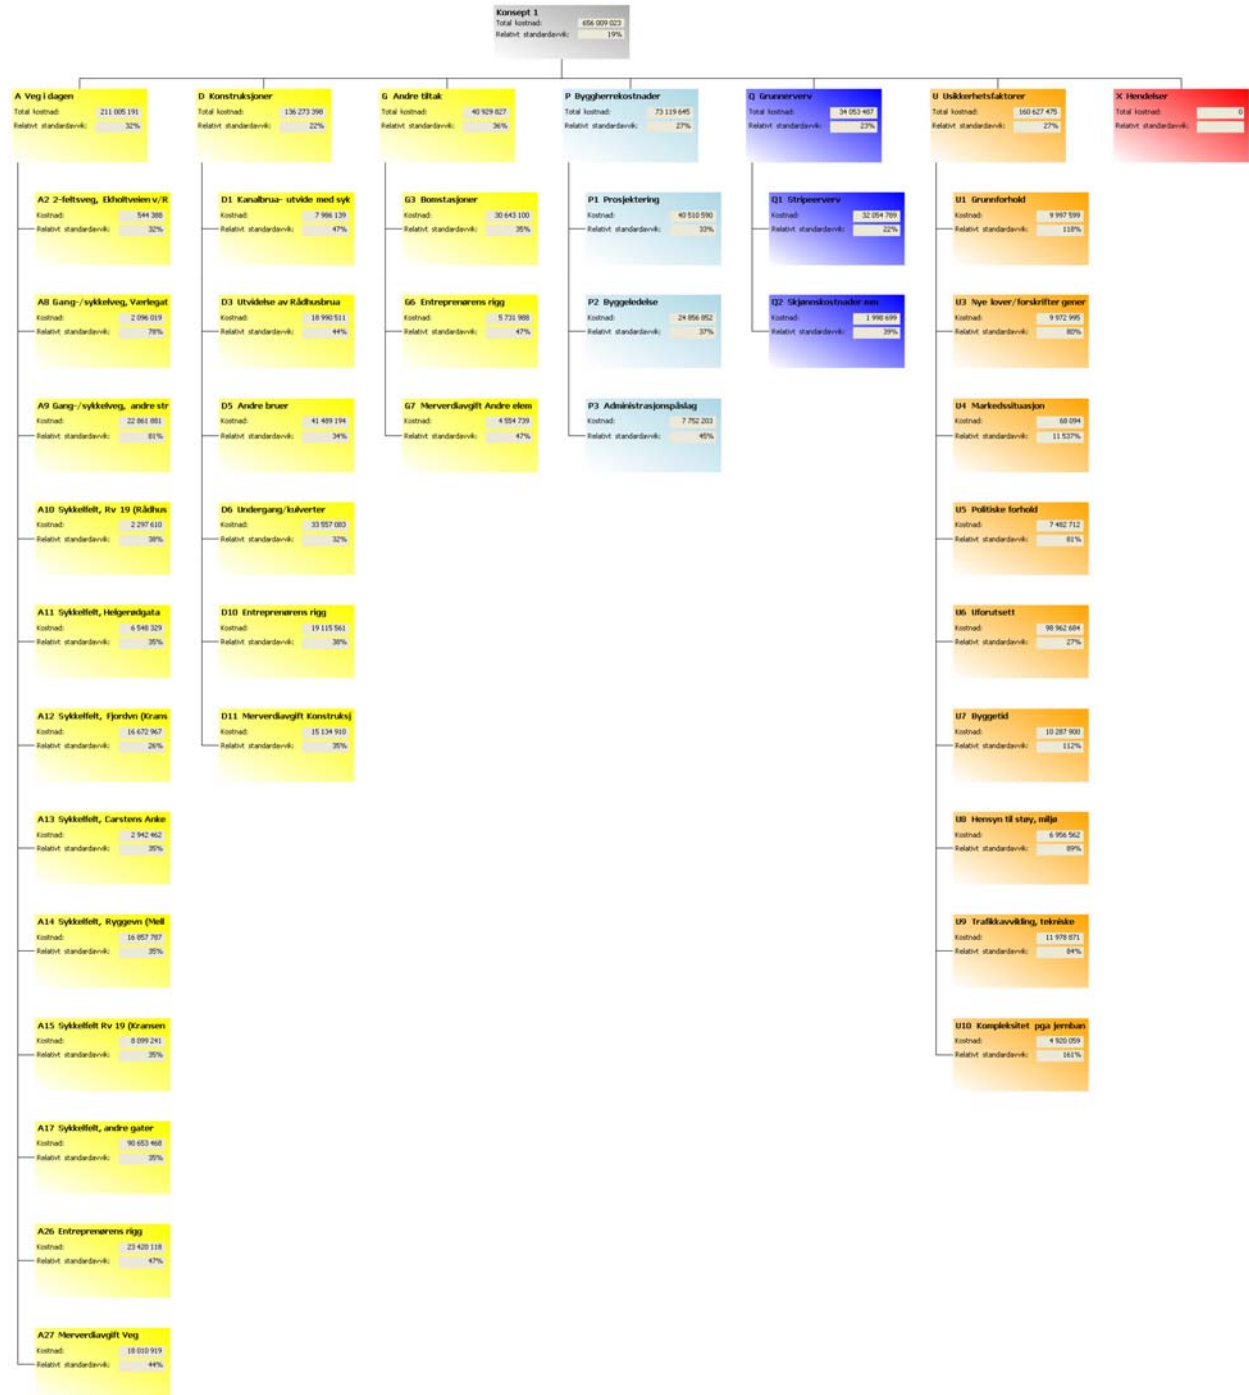 Konsept 1
Total kostnad: 656 009 023
Relativt standardavvik: 19%
A Veg i dagen
Total kostnad: 211 005 191
Relativt standardavvik: 32%
A2 2-feltsveg, Ekholtveien v/R
Kostnad: 544 388
Relativt standardavvik: 32%
A8 Gang-/sykkelveg, Værlegat
Kostnad: 2 096 019
Relativt standardavvik: 78%
A9 Gang-/sykkelveg, andre str
Kostnad: 22 861 881
Relativt standardavvik: 81%
A10 Sykkelfelt, Rv 19 (Rådhus
Kostnad: 2 297 610
Relativt standardavvik: 38%
A11 Sykkelfelt, Helgerødgata
Kostnad: 6 548 329
Relativt standardavvik: 35%
A12 Sykkelfelt, Fjordvn (Krans
Kostnad: 16 672 967
Relativt standardavvik: 26%
A13 Sykkelfelt, Carstens Anke
Kostnad: 2 942 462
Relativt standardavvik: 35%
A14 Sykkelfelt, Ryggevn (Mell
Kostnad: 16 857 787
Relativt standardavvik: 35%
A15 Sykkelfelt Rv 19 (Kransen
Kostnad: 8 099 241
Relativt standardavvik: 35%
A17 Sykkelfelt, andre gater
Kostnad: 90 653 468
Relativt standardavvik: 35%
A26 Entreprenørens rigg
Kostnad: 23 420 118
Relativt standardavvik: 47%
A27 Merverdiavgift Veg
Kostnad: 18 010 919
Relativt standardavvik: 44%
D Konstruksjoner
Total kostnad: 136 273 398
Relativt standardavvik: 22%
D1 Kanalbrua- utvide med syk
Kostnad: 7 986 139
Relativt standardavvik: 47%
D3 Utvidelse av Rådhusbrua
Kostnad: 18 990 511
Relativt standardavvik: 44%
D5 Andre bruer
Kostnad: 41 489 194
Relativt standardavvik: 34%
D6 Undergang/kulverter
Kostnad: 33 557 083
Relativt standardavvik: 32%
D10 Entreprenørens rigg
Kostnad: 19 115 561
Relativt standardavvik: 38%
D11 Merverdiavgift Konstruksj
Kostnad: 15 134 910
Relativt standardavvik: 35%
G Andre tiltak
Total kostnad: 40 929 827
Relativt standardavvik: 36%
G3 Bomstasjoner
Kostnad: 30 643 100
Relativt standardavvik: 35%
G6 Entreprenørens rigg
Kostnad: 5 731 988
Relativt standardavvik: 47%
G7 Merverdiavgift Andre elem
Kostnad: 4 554 739
Relativt standardavvik: 47%
P Byggherrekostnader
Total kostnad: 73 119 645
Relativt standardavvik: 27%
P1 Prosjektering
Kostnad: 40 510 590
Relativt standardavvik: 33%
P2 Byggeledelse
Kostnad: 24 856 852
Relativt standardavvik: 37%
P3 Administrasjonspåslag
Kostnad: 7 752 203
Relativt standardavvik: 45%
Q Grunnerverv
Total kostnad: 34 053 487
Relativt standardavvik: 23%
Q1 Stripeerverv
Kostnad: 32 054 789
Relativt standardavvik: 22%
Q2 Skjønnskostnader mm
Kostnad: 1 998 699
Relativt standardavvik: 39%
U Usikkerhetsfaktorer
Total kostnad: 160 627 475
Relativt standardavvik: 27%
U1 Grunnforhold
Kostnad: 9 997 599
Relativt standardavvik: 118%
U3 Nye lover/forskrifter gener
Kostnad: 9 972 995
Relativt standardavvik: 80%
U4 Markedssituasjon
Kostnad: 68 094
Relativt standardavvik: 11 537%
U5 Politiske forhold
Kostnad: 7 482 712
Relativt standardavvik: 81%
U6 Uforutsett
Kostnad: 98 962 684
Relativt standardavvik: 27%
U7 Byggetid
Kostnad: 10 287 900
Relativt standardavvik: 112%
U8 Hensyn til støy, miljø
Kostnad: 6 956 562
Relativt standardavvik: 89%
U9 Trafikkavvikling, tekniske
Kostnad: 11 978 871
Relativt standardavvik: 84%
U10 Kompleksitet pga jernban
Kostnad: 4 920 059
Relativt standardavvik: 161%
X Hendelser
Total kostnad: 0
Relativt standardavvik: